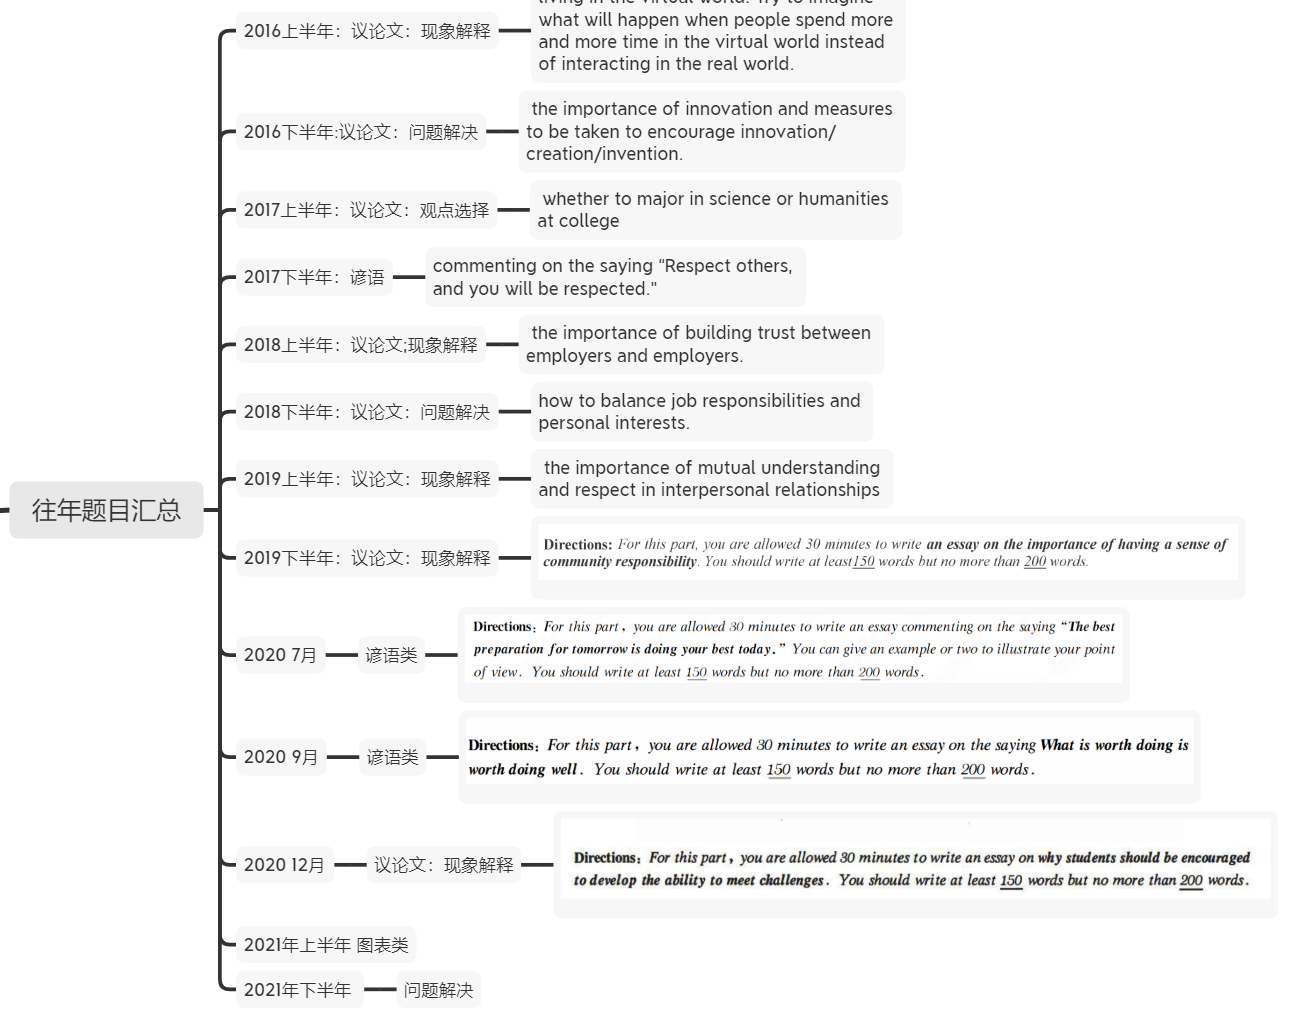 living in the virtual world. Try to imagine
2016上半年：议论文：现象解释
what will happen when people spend more
and more time in the virtual world instead
of interacting in the real world.
2016下半年:议论文：问题解决
the importance of innovation and measures
to be taken to encourage innovation/
creation/invention.
2017上半年：议论文：观点选择
whether to major in science or humanities
at college
2017下半年：谚语
commenting on the saying "Respect others,
and you will be respected."
2018上半年：议论文;现象解释
the importance of building trust between
employers and employers.
2018下半年：议论文：问题解决
how to balance job responsibilities and
personal interests.
2019上半年：议论文：现象解释
the importance of mutual understanding
and respect in interpersonal relationships
往年题目汇总
2019下半年：议论文：现象解释
Directions: For this part, you are allowed 30 minutes to write an essay on the importance of having a sense of
community responsibility. You should write at least150 words but no more than 200 words.
2020 7月
谚语类
Directions: For this part, you are allowed 30 minutes to write an essay commenting on the saying “The best
preparation for tomorrow is doing your best today.” You can give an example or two to illustrate your point
of view. You should write at least 150 words but no more than 200 words.
2020 9月
谚语类
Directions: For this part, you are allowed 30 minutes to write an essay on the saying What is worth doing is
worth doing well. You should write at least 150 words but no more than 200 words.
2020 12月
议论文：现象解释
Directions: For this part, you are allowed 30 minutes to write an essay on why students should be encouraged
to develop the ability to meet challenges. You should write at least 150 words but no more than 200 words.
2021年上半年 图表类
2021年下半年
问题解决